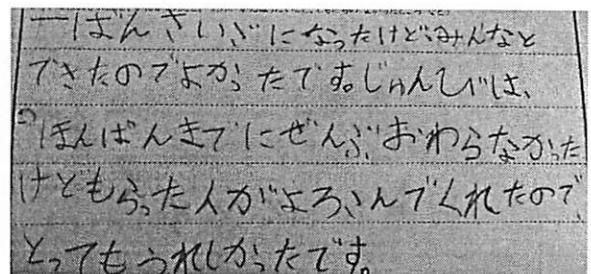 一ばんさいごになったけど、みんなと
できたのでよかったです。じゅんびは、
ほんばんまでにぜんぶおわらなかった
けどもらった人がよろこんでくれたので、
とってもうれしかったです。